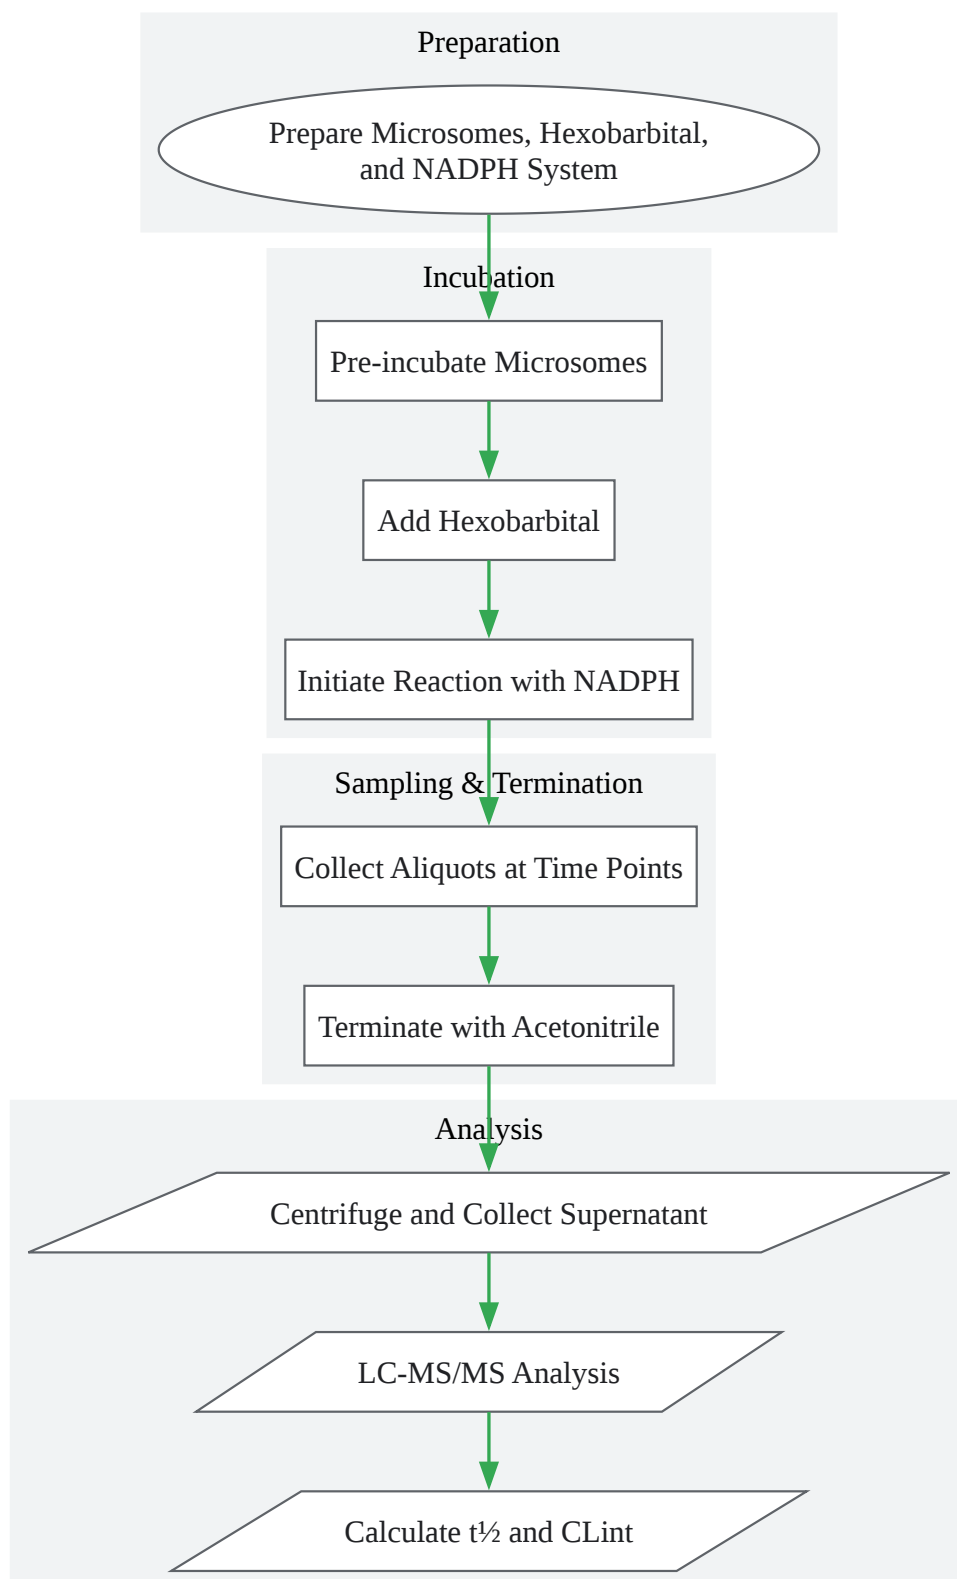 Preparation
Prepare Microsomes, Hexobarbital,
and NADPH System
Incubation
Pre-incubate Microsomes
Add Hexobarbital
Initiate Reaction with NADPH
Sampling & Termination
Collect Aliquots at Time Points
Terminate with Acetonitrile
Analysis
Centrifuge and Collect Supernatant
LC-MS/MS Analysis
Calculate t½ and CLint